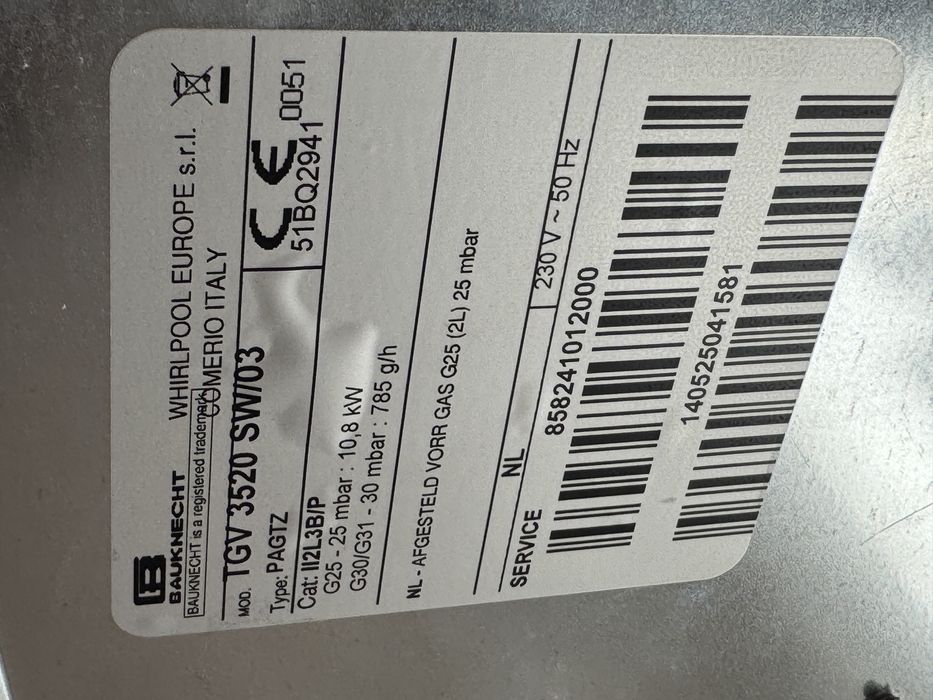 B
BAUKNECHT
WHIRLPOOL EUROPE s.r.l.
COMERIO ITALY
BAUKNECHT is a registered trademark
MOD. TGV 3520 SW/03
Type: PAGTZ
CE 0051
51BQ2941
Cat: II2L3B/P
G25 - 25 mbar : 10,8 kW
G30/G31 - 30 mbar : 785 g/h
NL - AFGESTELD VORR GAS G25 (2L) 25 mbar
NL
230 V ~ 50 Hz
SERVICE
858241012000
140525041581